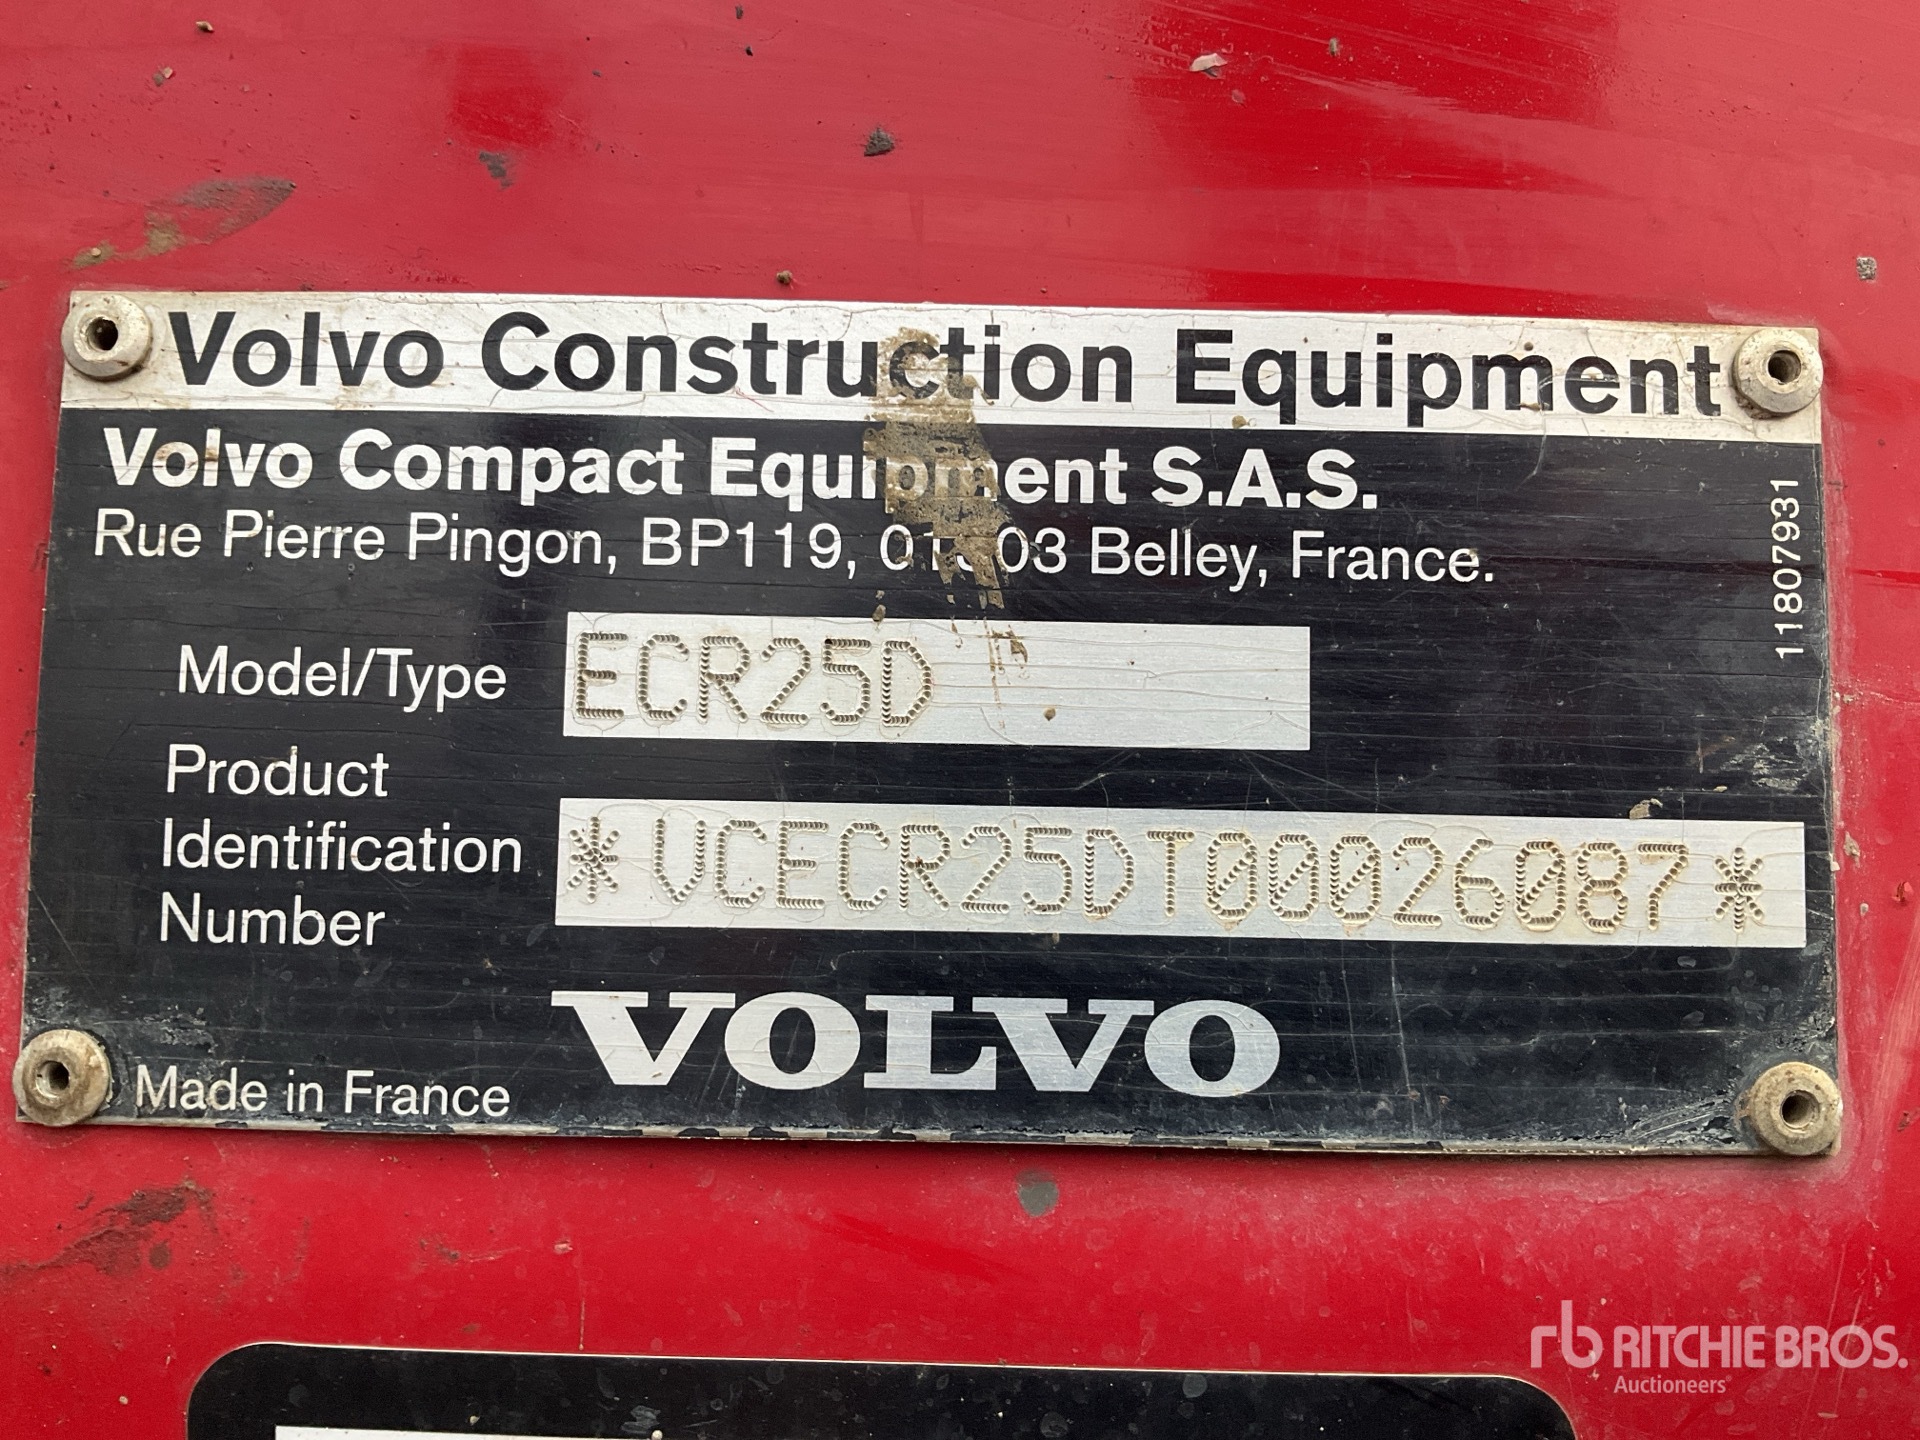 Volvo Construction Equipment
Volvo Compact Equipment S.A.S.
Rue Pierre Pingon, BP119, Belley, France.
11807931
Model/Type ECR25D
Product
Identification
Number
*VCECR25DT00026087*
VOLVO
Made in France
rb RITCHIE BROS.
Auctioneers